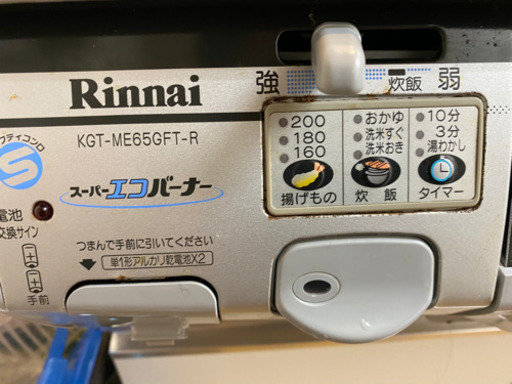 Rinnai
KGT-ME65GFT-R
強 炊飯 弱
200
180
160
揚げもの
おかゆ
洗米すぐ
洗米おき
炊飯
10分
3分
湯わかし
タイマー
S
スーパーエコバーナー
電池
交換サイン
手前
つまんで手前に引いてください
単1形アルカリ乾電池X2